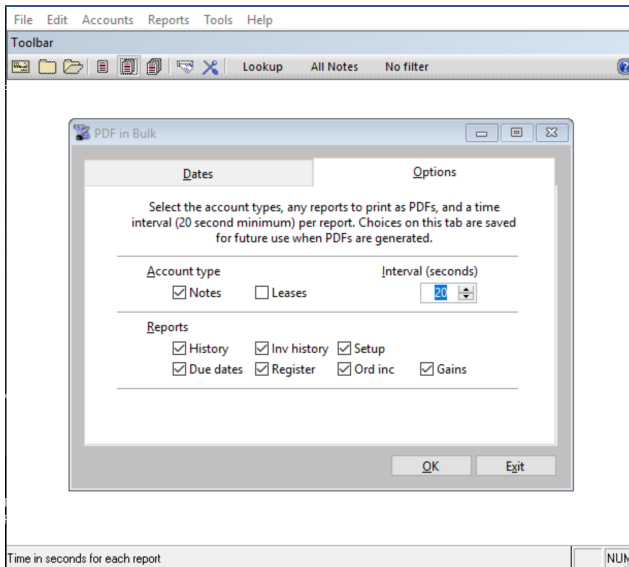 File Edit Accounts Reports Tools Help
Toolbar
Lookup All Notes No filter
PDF in Bulk
Dates Options
Select the account types, any reports to print as PDFs, and a time
interval (20 second minimum) per report. Choices on this tab are saved
for future use when PDFs are generated.
Account type Interval (seconds)
Notes Leases 20
Reports
History Inv history Setup
Due dates Register Ord inc Gains
OK Exit
Time in seconds for each report NUM